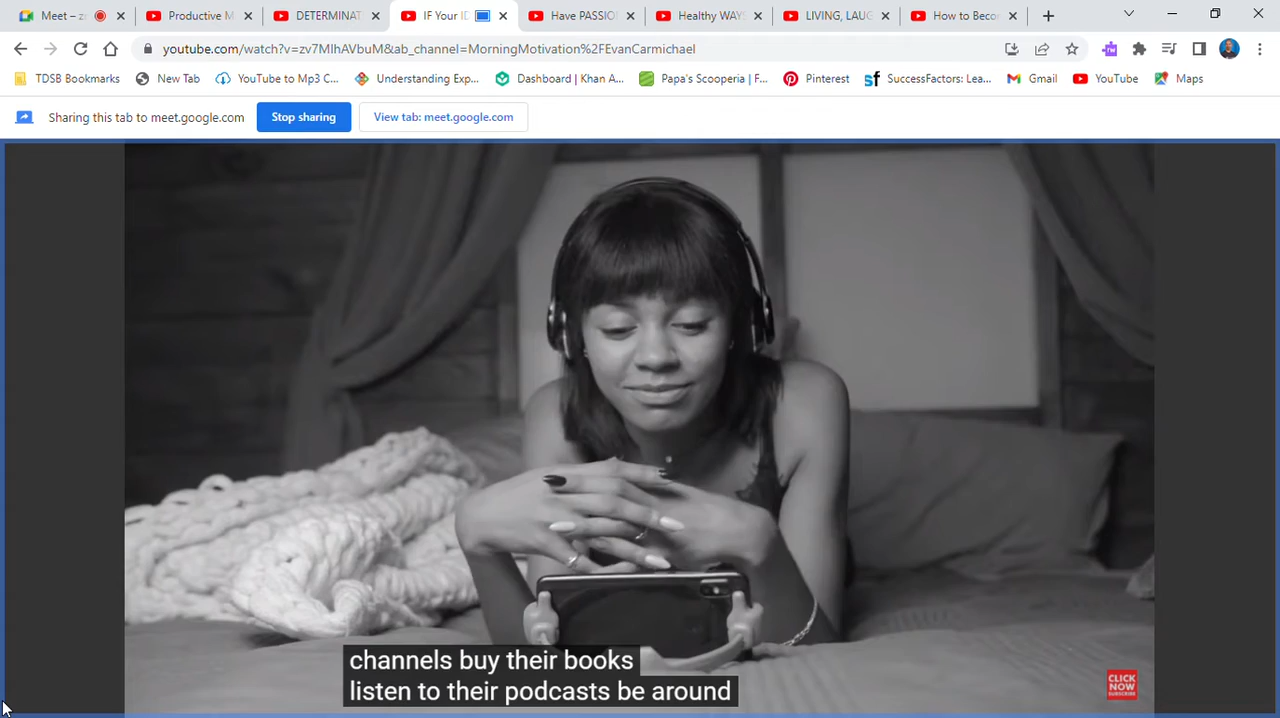 Meet – z
Productive M
DETERMINAT
IF Your ID
Have PASSIO
Healthy WAYS
LIVING, LAUG
How to Beco
youtube.com/watch?v=zv7MlhAVbuM&ab_channel=MorningMotivation%2FEvanCarmichael
TDSB Bookmarks
New Tab
YouTube to Mp3 C...
Understanding Exp...
Dashboard | Khan A...
Papa's Scooperia | F...
Pinterest
SuccessFactors: Lea...
Gmail
YouTube
Maps
Sharing this tab to meet.google.com
Stop sharing
View tab: meet.google.com
channels buy their books
listen to their podcasts be around
CLICK
NOW
SUBSCRIBE